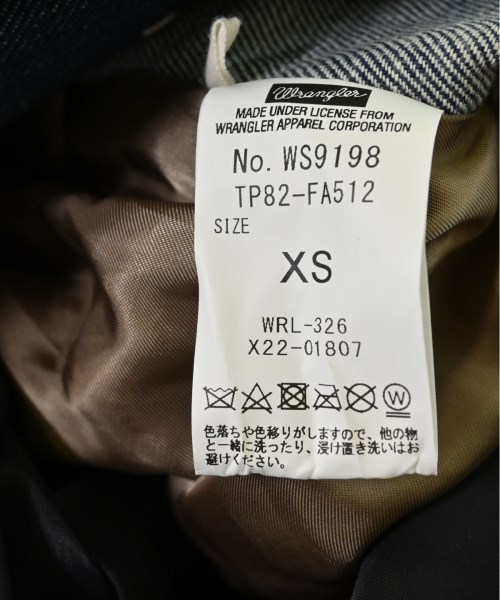 Wrangler
MADE UNDER LICENSE FROM
WRANGLER APPAREL CORPORATION
No. WS9198
TP82-FA512
SIZE
XS
WRL-326
X22-01807
W
色落ちや色移りがしますので、他の物
と一緒に洗ったり、浸け置き洗いはお
避けください。